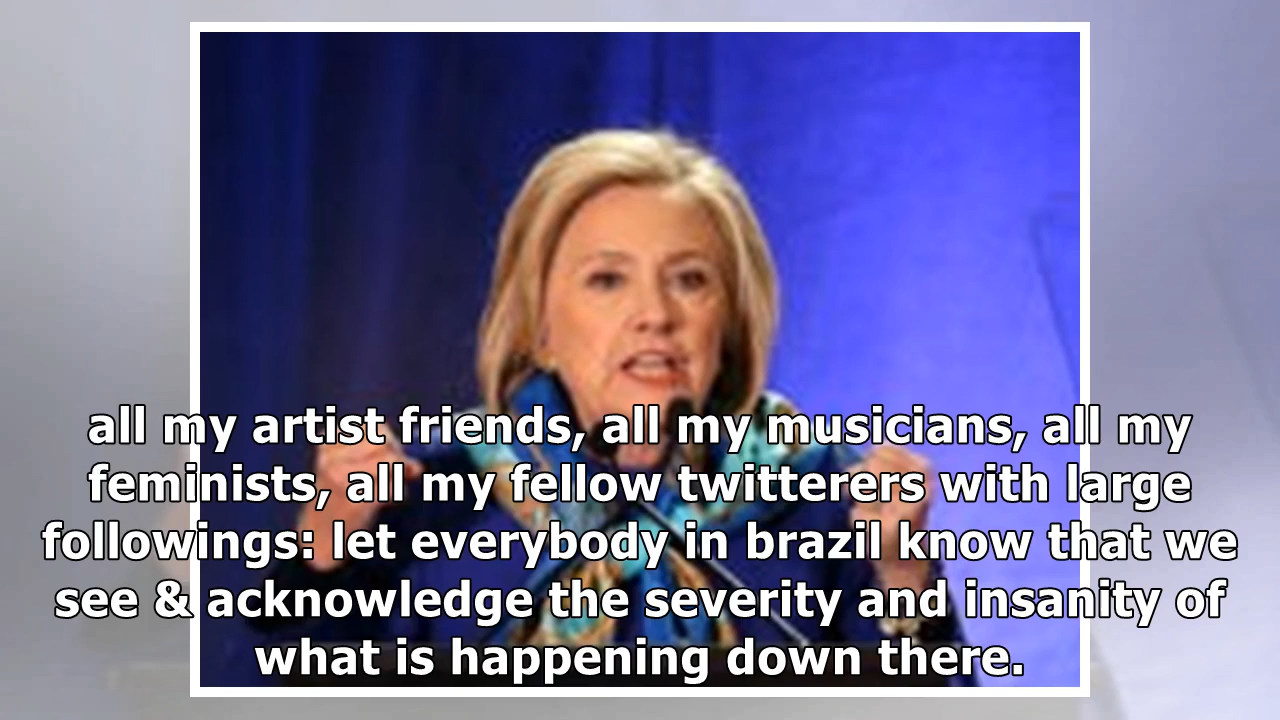 all my artist friends, all my musicians, all my
feminists, all my fellow twitterers with large
followings: let everybody in brazil know that we
see & acknowledge the severity and insanity of
what is happening down there.